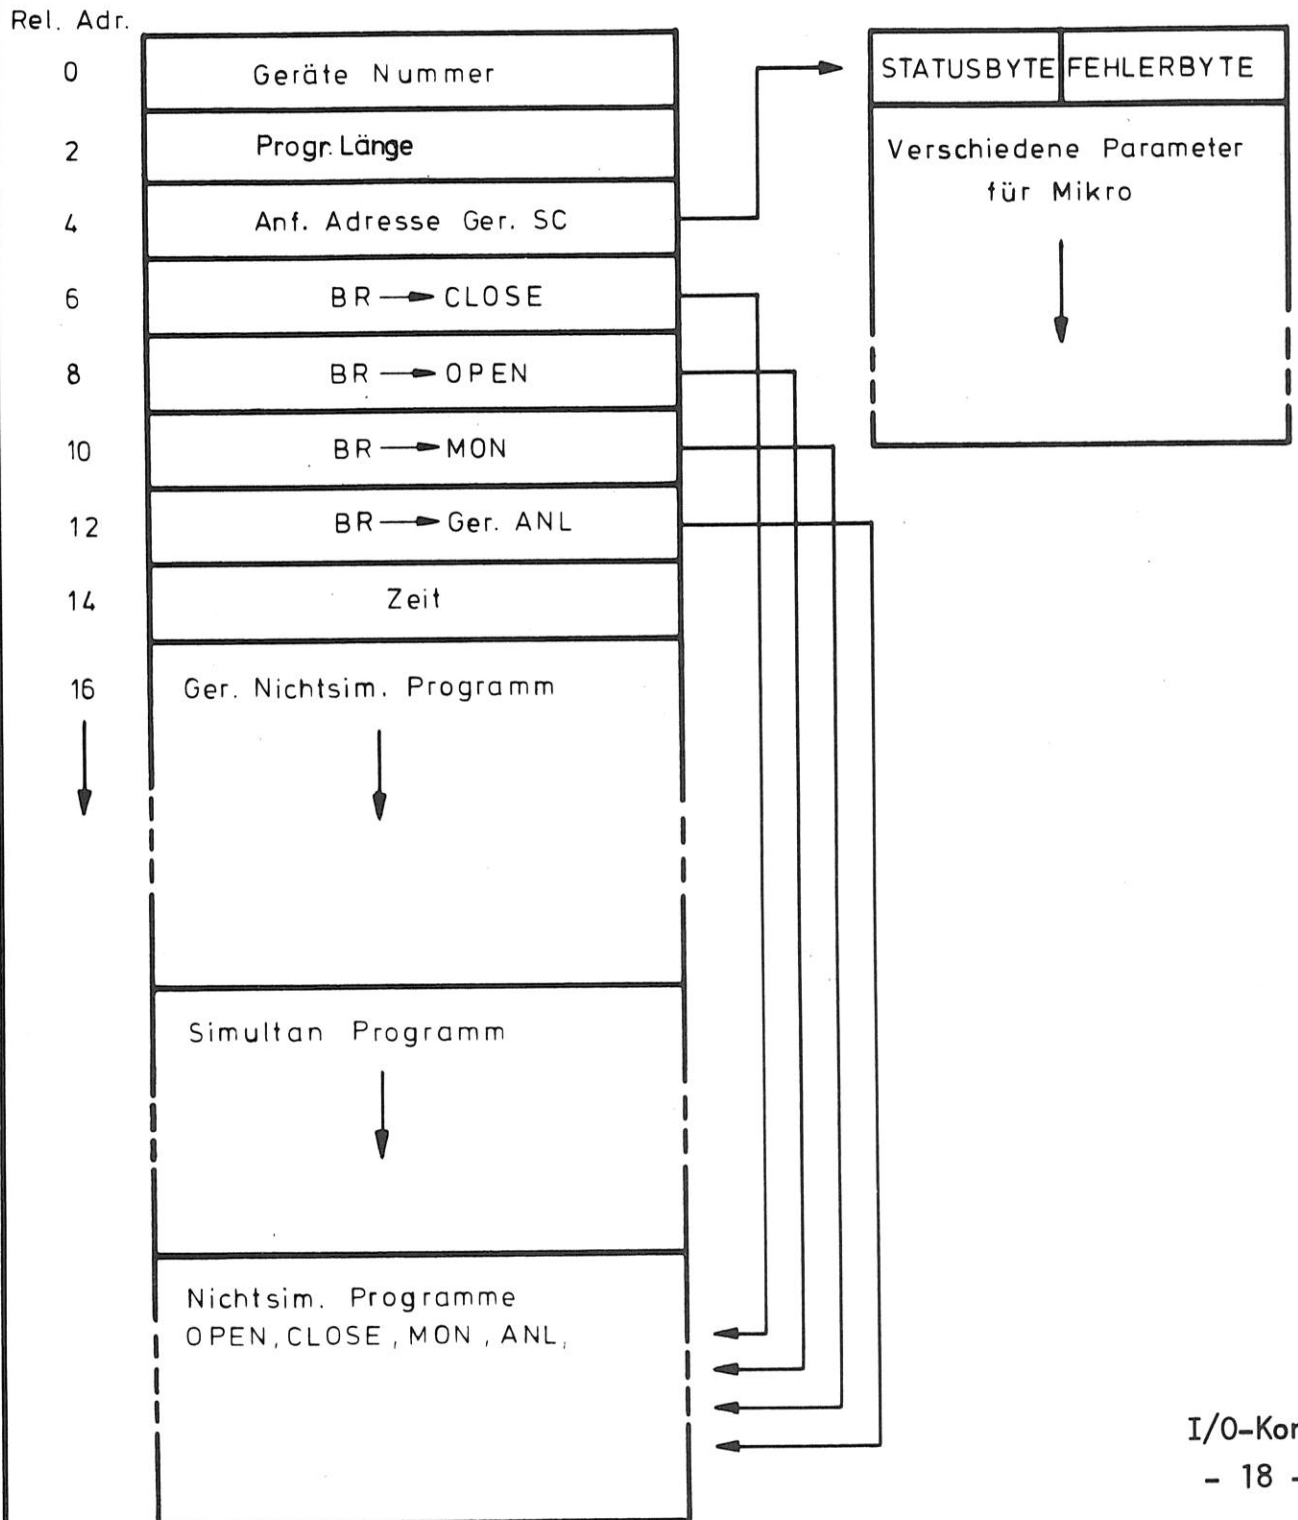 Rel. Adr.
0 Geräte Nummer
2 Progr. Länge
4 Anf. Adresse Ger. SC
6 BR CLOSE
8 BR OPEN
10 BR MON
12 BR Ger. ANL
14 Zeit
16 Ger. Nichtsim. Programm
Simultan Programm
Nichtsim. Programme
OPEN, CLOSE, MON, ANL,
STATUSBYTE FEHLERBYTE
Verschiedene Parameter
für Mikro
- 18 -